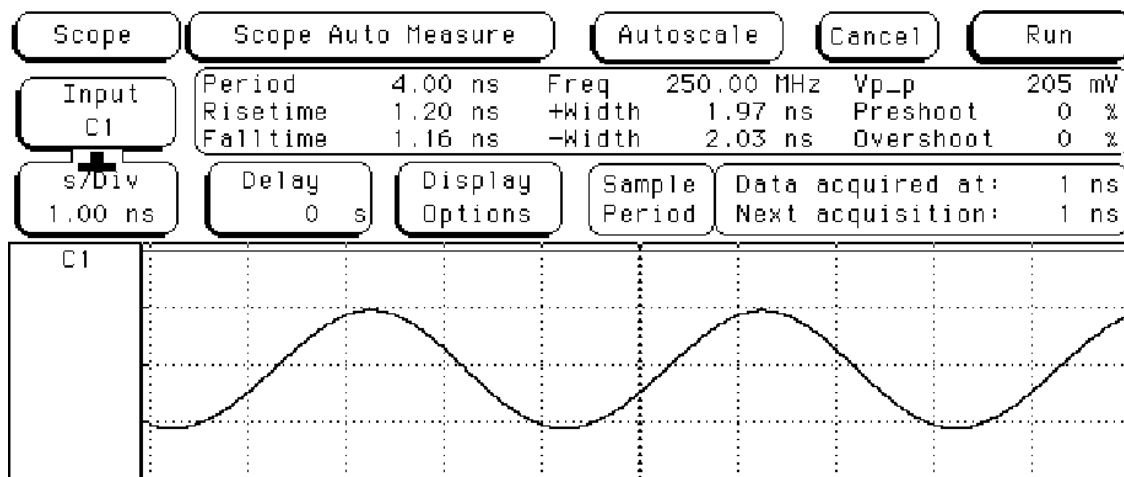 Scope Scope Auto Measure Autoscale Cancel Run
Input
C1
Period 4.00 ns Freq 250.00 MHz Vp_p 205 mV
Risetime 1.20 ns +Width 1.97 ns Preshoot 0 %
Falltime 1.16 ns -Width 2.03 ns Overshoot 0 %
s/Div
1.00 ns
Delay
0 s
Display
Options
Sample
Period
Data acquired at: 1 ns
Next acquisition: 1 ns
C1